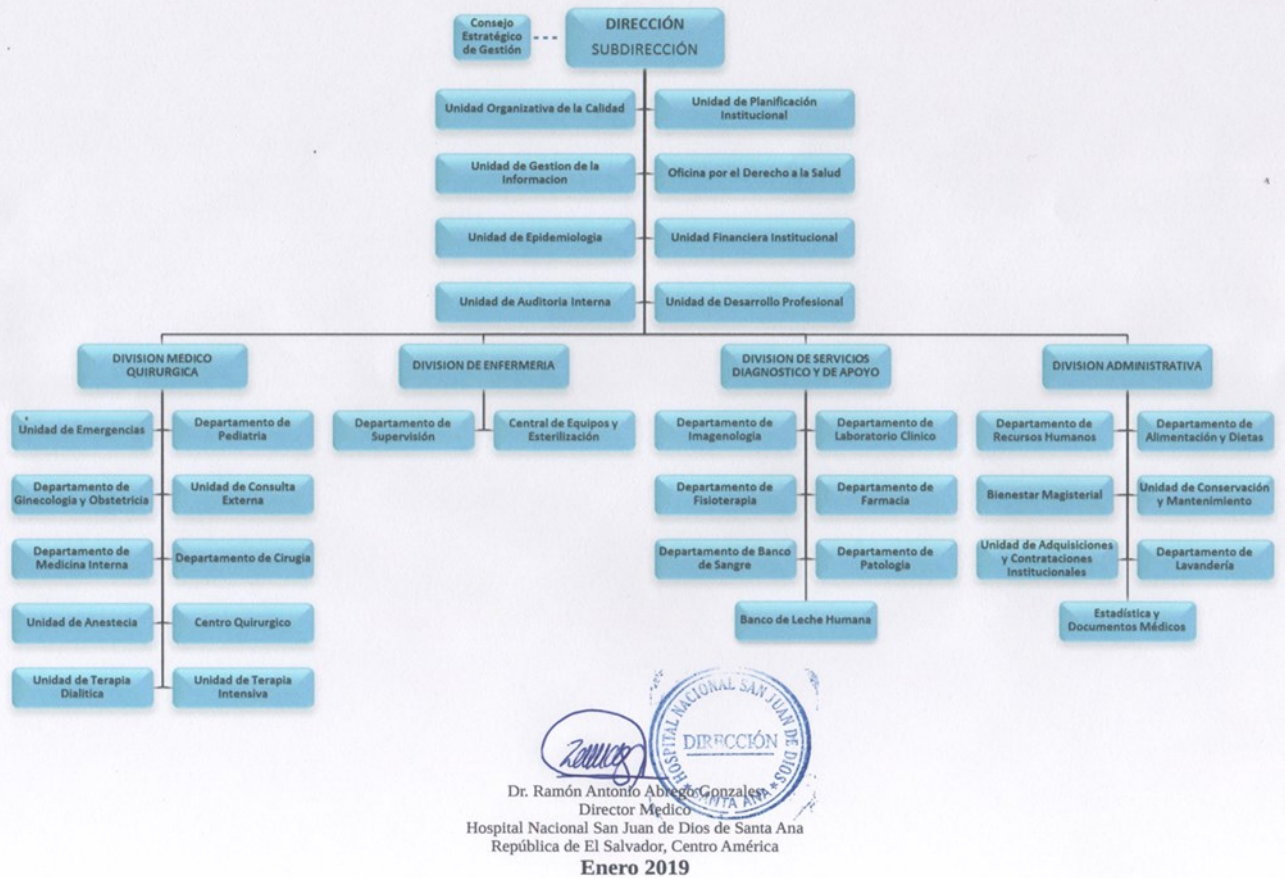 Consejo
Estratégico
de Gestión
DIRECCIÓN
SUBDIRECCIÓN
Unidad Organizativa de la Calidad
Unidad de Planificación
Institucional
Unidad de Gestion de la
Informacion
Oficina por el Derecho a la Salud
Unidad de Epidemiologia
Unidad Financiera Institucional
Unidad de Auditoria Interna
Unidad de Desarrollo Profesional
DIVISION MEDICO
QUIRURGICA
DIVISION DE ENFERMERIA
DIVISION DE SERVICIOS
DIAGNOSTICO Y DE APOYO
DIVISION ADMINISTRATIVA
Unidad de Emergencias
Departamento de
Pediatria
Departamento de
Ginecologia y Obstetricia
Unidad de Consulta
Externa
Departamento de
Medicina Interna
Departamento de Cirugia
Unidad de Anestecia
Centro Quirurgico
Unidad de Terapia
Dialitica
Unidad de Terapia
Intensiva
Departamento de
Supervisión
Central de Equipos y
Esterilización
Departamento de
Imagenologia
Departamento de
Laboratorio Clinico
Departamento de
Fisioterapia
Departamento de
Farmacia
Departamento de Banco
de Sangre
Departamento de
Patologia
Banco de Leche Humana
Departamento de
Recursos Humanos
Departamento de
Alimentación y Dietas
Bienestar Magisterial
Unidad de Conservación
y Mantenimiento
Unidad de Adquisiciones
y Contrataciones
Institucionales
Departamento de
Lavandería
Estadística y
Documentos Médicos
HOSPITAL NACIONAL SAN JUAN DE DIOS
DIRECCIÓN
SANTA ANA
Dr. Ramón Antonio Abrego Gonzales
Director Medico
Hospital Nacional San Juan de Dios de Santa Ana
República de El Salvador, Centro América
Enero 2019